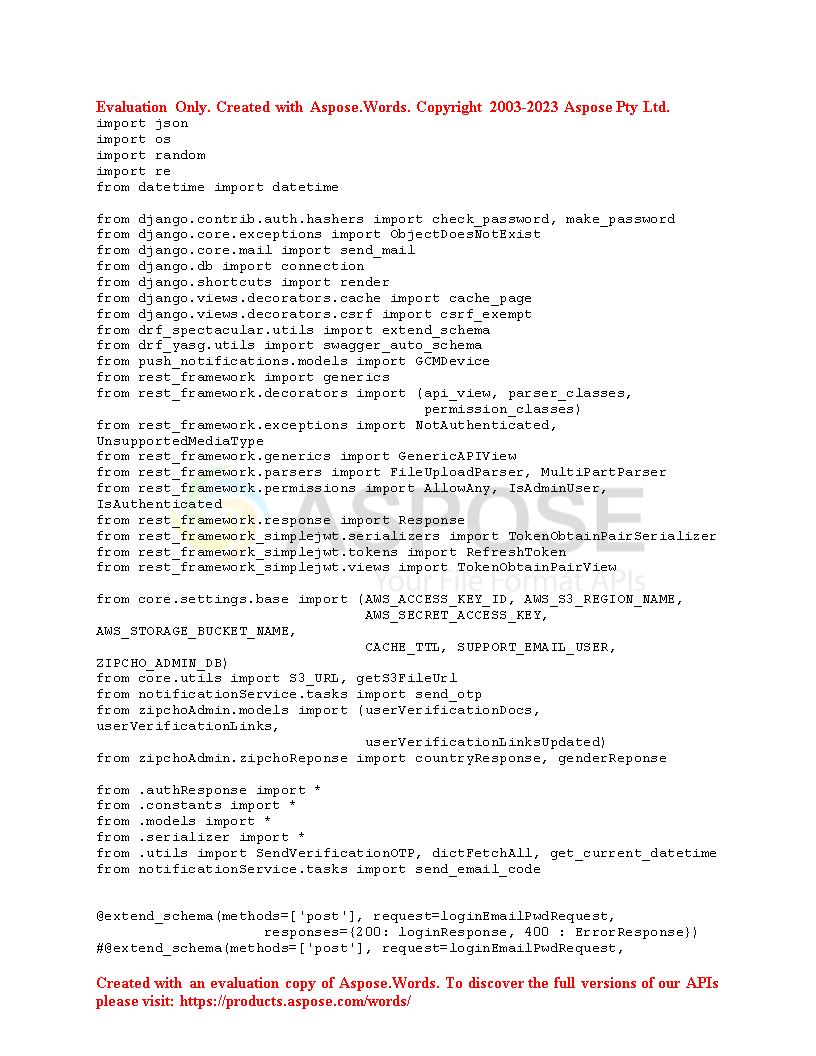 Evaluation Only. Created with Aspose.Words. Copyright 2003-2023 Aspose Pty Ltd.
import json
import os
import random
import re
from datetime import datetime
from django.contrib.auth.hashers import check_password, make_password
from django.core.exceptions import ObjectDoesNotExist
from django.core.mail import send_mail
from django.db import connection
from django.shortcuts import render
from django.views.decorators.cache import cache_page
from django.views.decorators.csrf import csrf_exempt
from drf_spectacular.utils import extend_schema
from drf_yasg.utils import swagger_auto_schema
from push_notifications.models import GCMDevice
from rest_framework import generics
from rest_framework.decorators import (api_view, parser_classes,
permission_classes)
from rest_framework.exceptions import NotAuthenticated,
UnsupportedMediaType
from rest_framework.generics import GenericAPIView
from rest_framework.parsers import FileUploadParser, MultiPartParser
from rest_framework.permissions import AllowAny, IsAdminUser,
IsAuthenticated
from rest_framework.response import Response
from rest_framework_simplejwt.serializers import TokenObtainPairSerializer
from rest_framework_simplejwt.tokens import RefreshToken
from rest_framework_simplejwt.views import TokenObtainPairView
ASPOSE
Your File Format APIs
from core.settings.base import (AWS_ACCESS_KEY_ID, AWS_S3_REGION_NAME,
AWS_SECRET_ACCESS_KEY,
AWS_STORAGE_BUCKET_NAME,
CACHE_TTL, SUPPORT_EMAIL_USER,
ZIPCHO_ADMIN_DB)
from core.utils import S3_URL, getS3FileUrl
from notificationService.tasks import send_otp
from zipchoAdmin.models import (userVerificationDocs,
userVerificationLinks,
userVerificationLinksUpdated)
from zipchoAdmin.zipchoReponse import countryResponse, genderReponse
from .authResponse import *
from .constants import *
from .models import *
from .serializer import *
from .utils import SendVerificationOTP, dictFetchAll, get_current_datetime
from notificationService.tasks import send_email_code
@extend_schema(methods=['post'], request=loginEmailPwdRequest,
responses={200: loginResponse, 400 : ErrorResponse})
#@extend_schema(methods=['post'], request=loginEmailPwdRequest,
Created with an evaluation copy of Aspose.Words. To discover the full versions of our APIs
please visit: https://products.aspose.com/words/